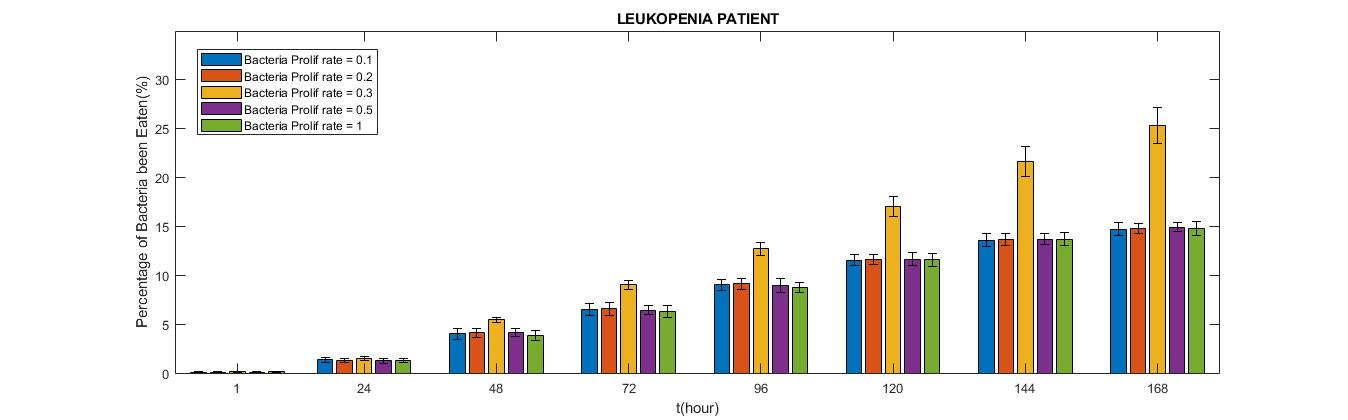 LEUKOPENIA PATIENT
Bacteria Prolif rate = 0.1
Bacteria Prolif rate = 0.2
Bacteria Prolif rate = 0.3
Bacteria Prolif rate = 0.5
Bacteria Prolif rate = 1
Percentage of Bacteria been Eaten(%)
30
25
20
15
10
5
0
1 24 48 72 96 120 144 168
t(hour)